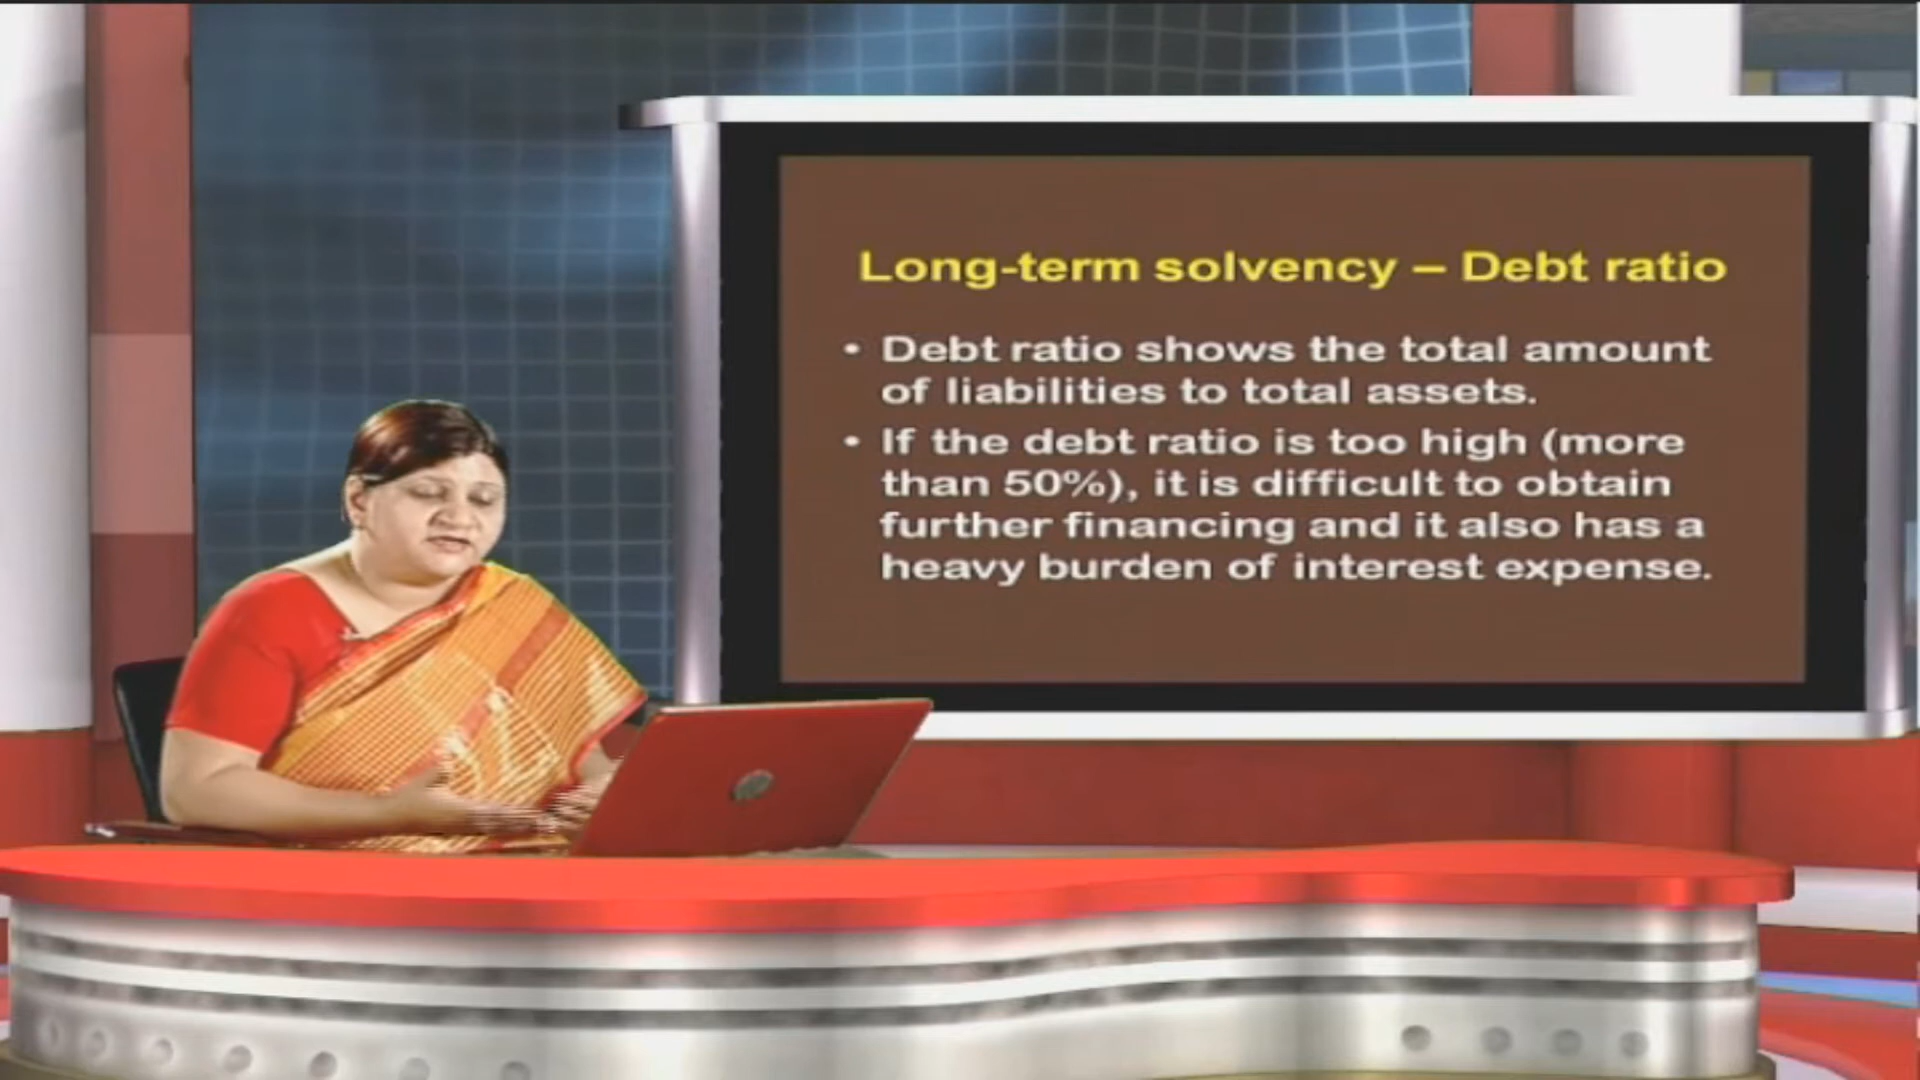 Long-term solvency – Debt ratio
• Debt ratio shows the total amount
of liabilities to total assets.
• If the debt ratio is too high (more
than 50%), it is difficult to obtain
further financing and it also has a
heavy burden of interest expense.